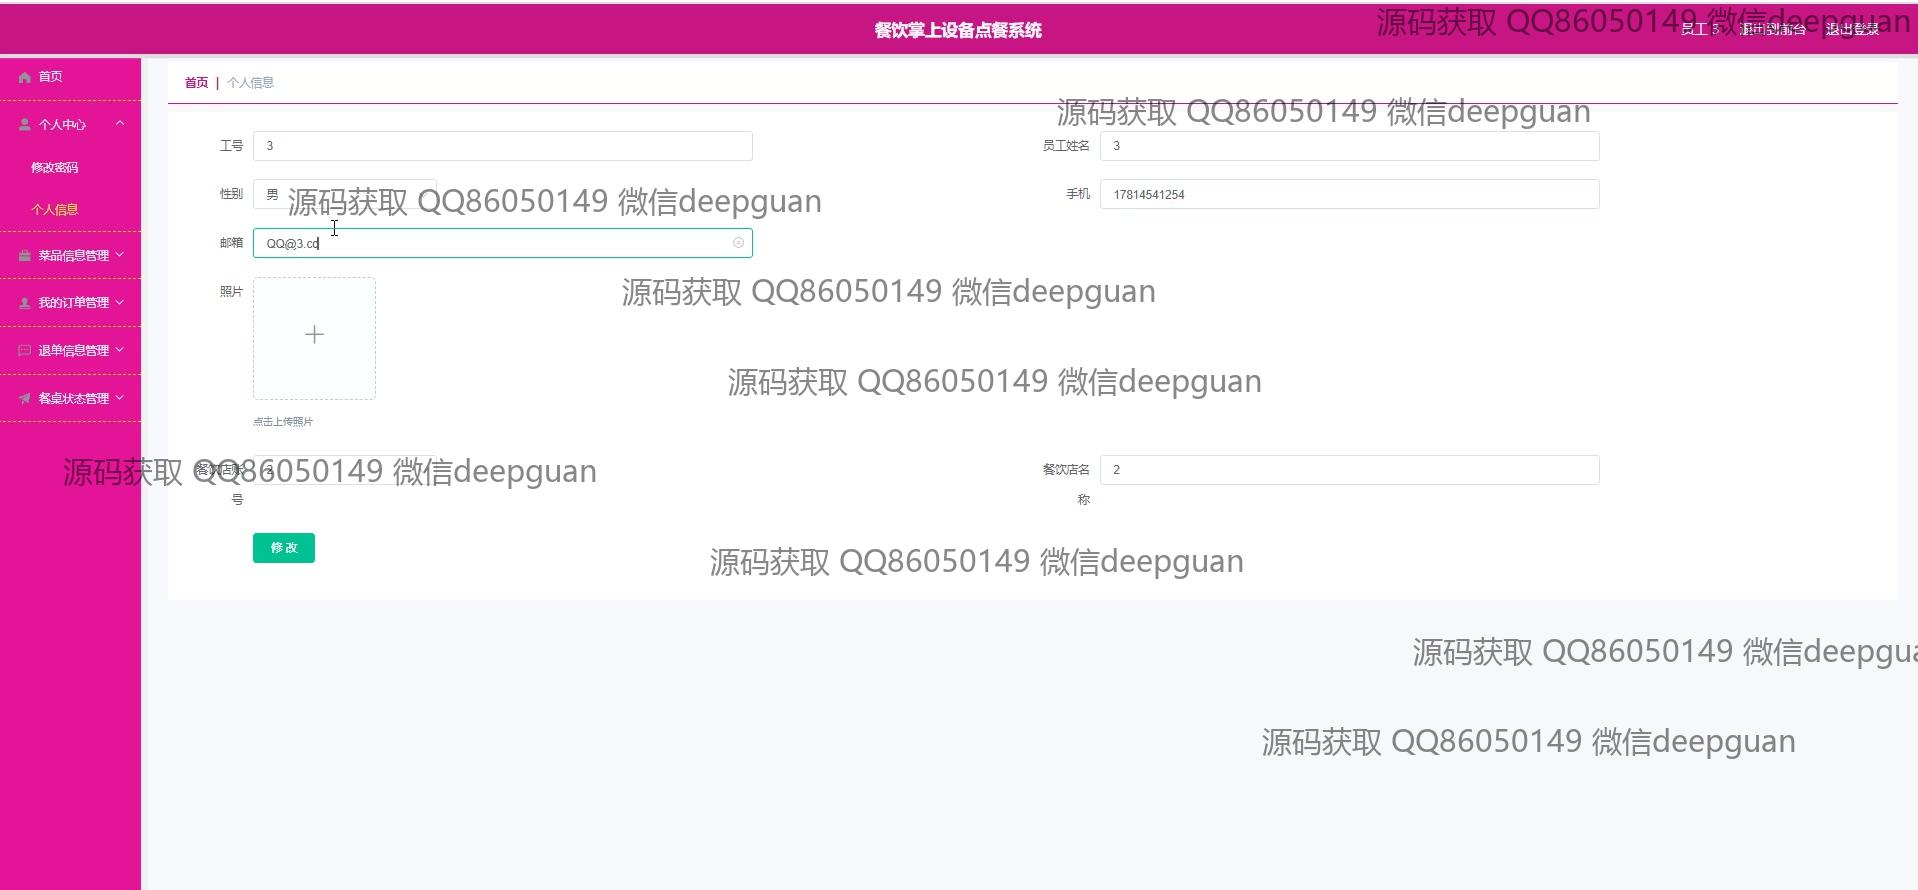 餐饮掌上设备点餐系统
员工 3 退出到前台 退出登录
源码获取 QQ86050149 微信deepguan
首页
个人中心
修改密码
个人信息
菜品信息管理
我的订单管理
退单信息管理
餐桌状态管理
首页 | 个人信息
源码获取 QQ86050149 微信deepguan
工号 3
员工姓名 3
性别 男
手机 17814541254
源码获取 QQ86050149 微信deepguan
邮箱 QQ@3.co
照片
源码获取 QQ86050149 微信deepguan
源码获取 QQ86050149 微信deepguan
点击上传照片
餐饮店账号 2
餐饮店名称 2
源码获取 QQ86050149 微信deepguan
修改
源码获取 QQ86050149 微信deepguan
源码获取 QQ86050149 微信deepgua
源码获取 QQ86050149 微信deepguan